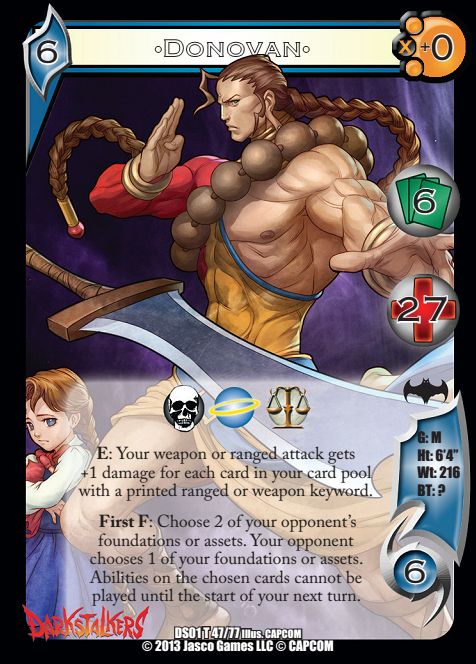 6
·DONOVAN·
X +0
6
27
G: M
Ht: 6'4"
Wt: 216
BT: ?
E: Your weapon or ranged attack gets
+1 damage for each card in your card pool
with a printed ranged or weapon keyword.
First F: Choose 2 of your opponent's
foundations or assets. Your opponent
chooses 1 of your foundations or assets.
Abilities on the chosen cards cannot be
played until the start of your next turn.
6
DARKSTALKERS
DS01 T 47/77 Illus. CAPCOM
© 2013 Jasco Games LLC © CAPCOM